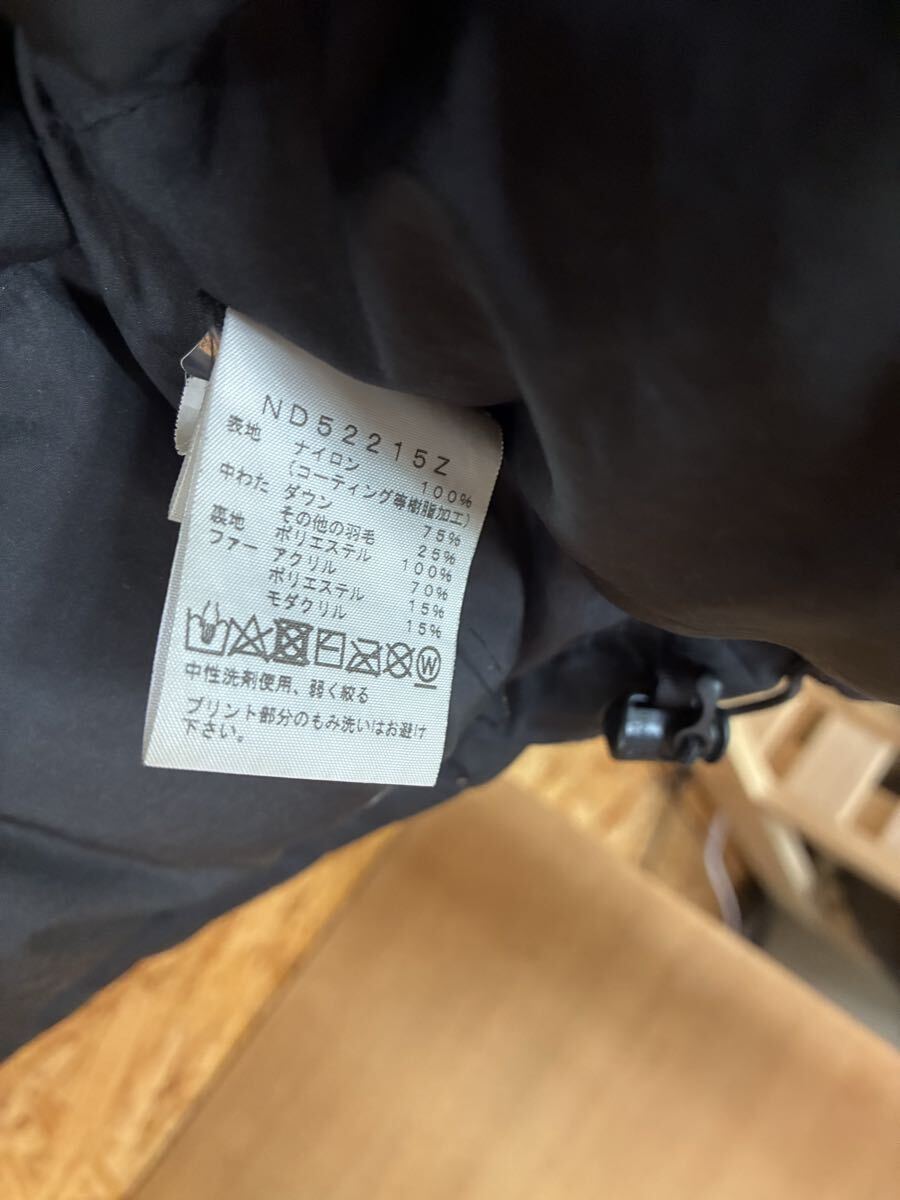 ND52215Z
表地 ナイロン 100%
(コーティング等樹脂加工)
中わた ダウン 75%
その他の羽毛 25%
裏地 ポリエステル 100%
ファー アクリル 70%
ポリエステル 15%
モダクリル 15%
W
中性洗剤使用、弱く絞る
プリント部分のもみ洗いはお避け
下さい。